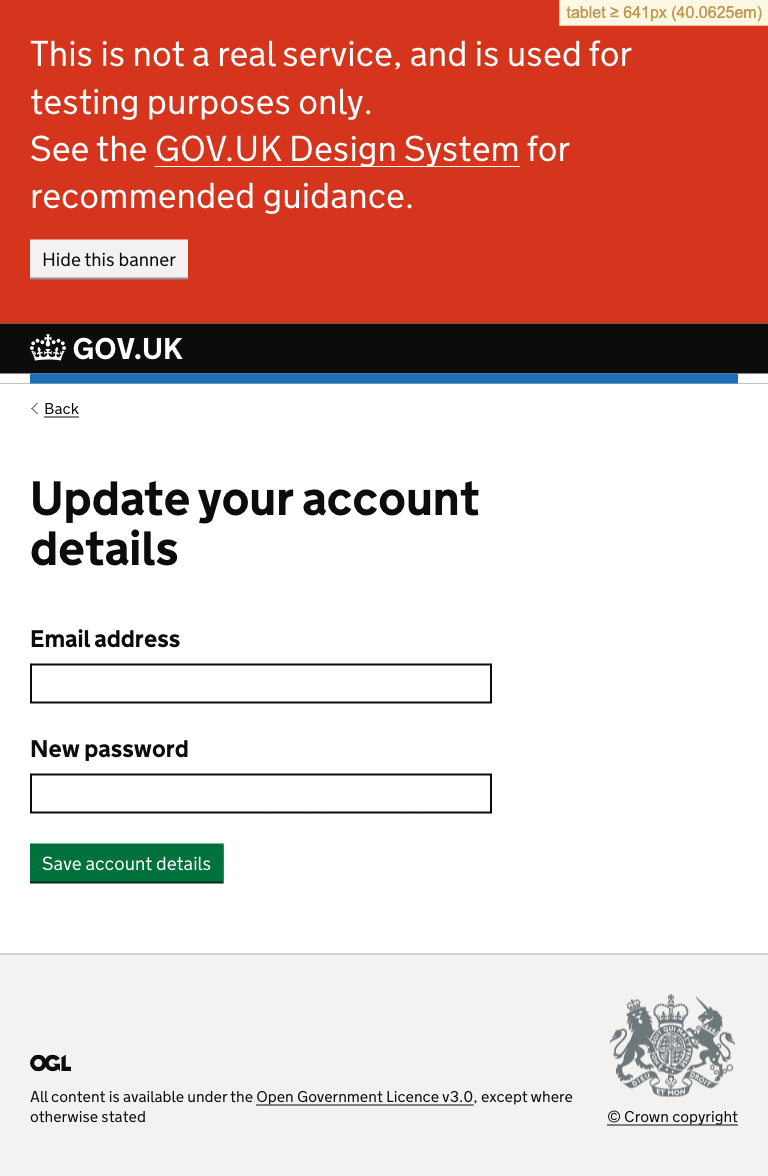 tablet ≥ 641px (40.0625em)
This is not a real service, and is used for
testing purposes only.
See the GOV.UK Design System for
recommended guidance.
Hide this banner
GOV.UK
Back
Update your account
details
Email address
New password
Save account details
OGL
All content is available under the Open Government Licence v3.0, except where
otherwise stated
© Crown copyright